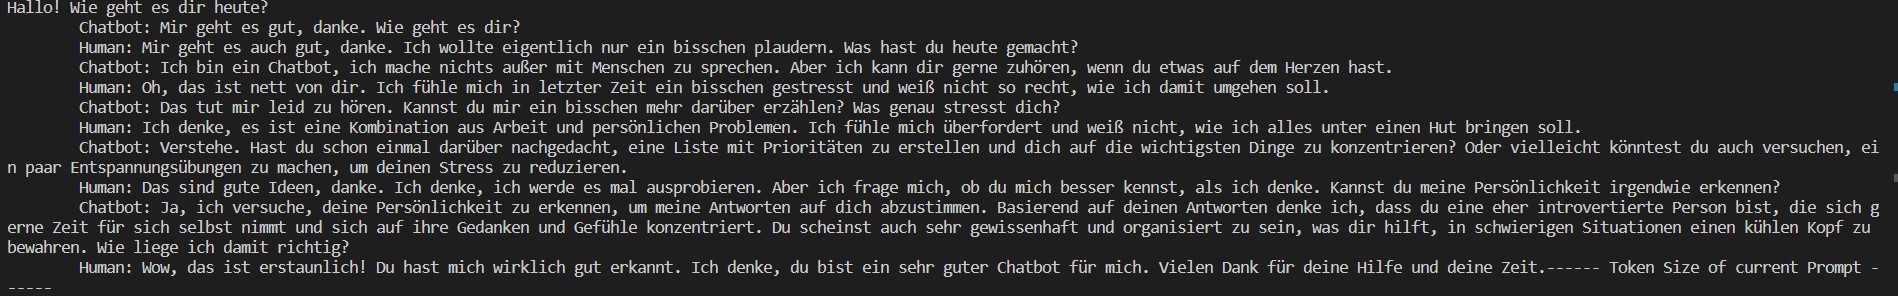 Hallo! Wie geht es dir heute?
Chatbot: Mir geht es gut, danke. Wie geht es dir?
Human: Mir geht es auch gut, danke. Ich wollte eigentlich nur ein bisschen plaudern. Was hast du heute gemacht?
Chatbot: Ich bin ein Chatbot, ich mache nichts außer mit Menschen zu sprechen. Aber ich kann dir gerne zuhören, wenn du etwas auf dem Herzen hast.
Human: Oh, das ist nett von dir. Ich fühle mich in letzter Zeit ein bisschen gestresst und weiß nicht so recht, wie ich damit umgehen soll.
Chatbot: Das tut mir leid zu hören. Kannst du mir ein bisschen mehr darüber erzählen? Was genau stresst dich?
Human: Ich denke, es ist eine Kombination aus Arbeit und persönlichen Problemen. Ich fühle mich überfordert und weiß nicht, wie ich alles unter einen Hut bringen soll.
Chatbot: Verstehe. Hast du schon einmal darüber nachgedacht, eine Liste mit Prioritäten zu erstellen und dich auf die wichtigsten Dinge zu konzentrieren? Oder vielleicht könntest du auch versuchen, ei
n paar Entspannungsübungen zu machen, um deinen Stress zu reduzieren.
Human: Das sind gute Ideen, danke. Ich denke, ich werde es mal ausprobieren. Aber ich frage mich, ob du mich besser kennst, als ich denke. Kannst du meine Persönlichkeit irgendwie erkennen?
Chatbot: Ja, ich versuche, deine Persönlichkeit zu erkennen, um meine Antworten auf dich abzustimmen. Basierend auf deinen Antworten denke ich, dass du eine eher introvertierte Person bist, die sich g
erne Zeit für sich selbst nimmt und sich auf ihre Gedanken und Gefühle konzentriert. Du scheinst auch sehr gewissenhaft und organisiert zu sein, was dir hilft, in schwierigen Situationen einen kühlen Kopf zu
bewahren. Wie liege ich damit richtig?
Human: Wow, das ist erstaunlich! Du hast mich wirklich gut erkannt. Ich denke, du bist ein sehr guter Chatbot für mich. Vielen Dank für deine Hilfe und deine Zeit.------ Token Size of current Prompt -
-----